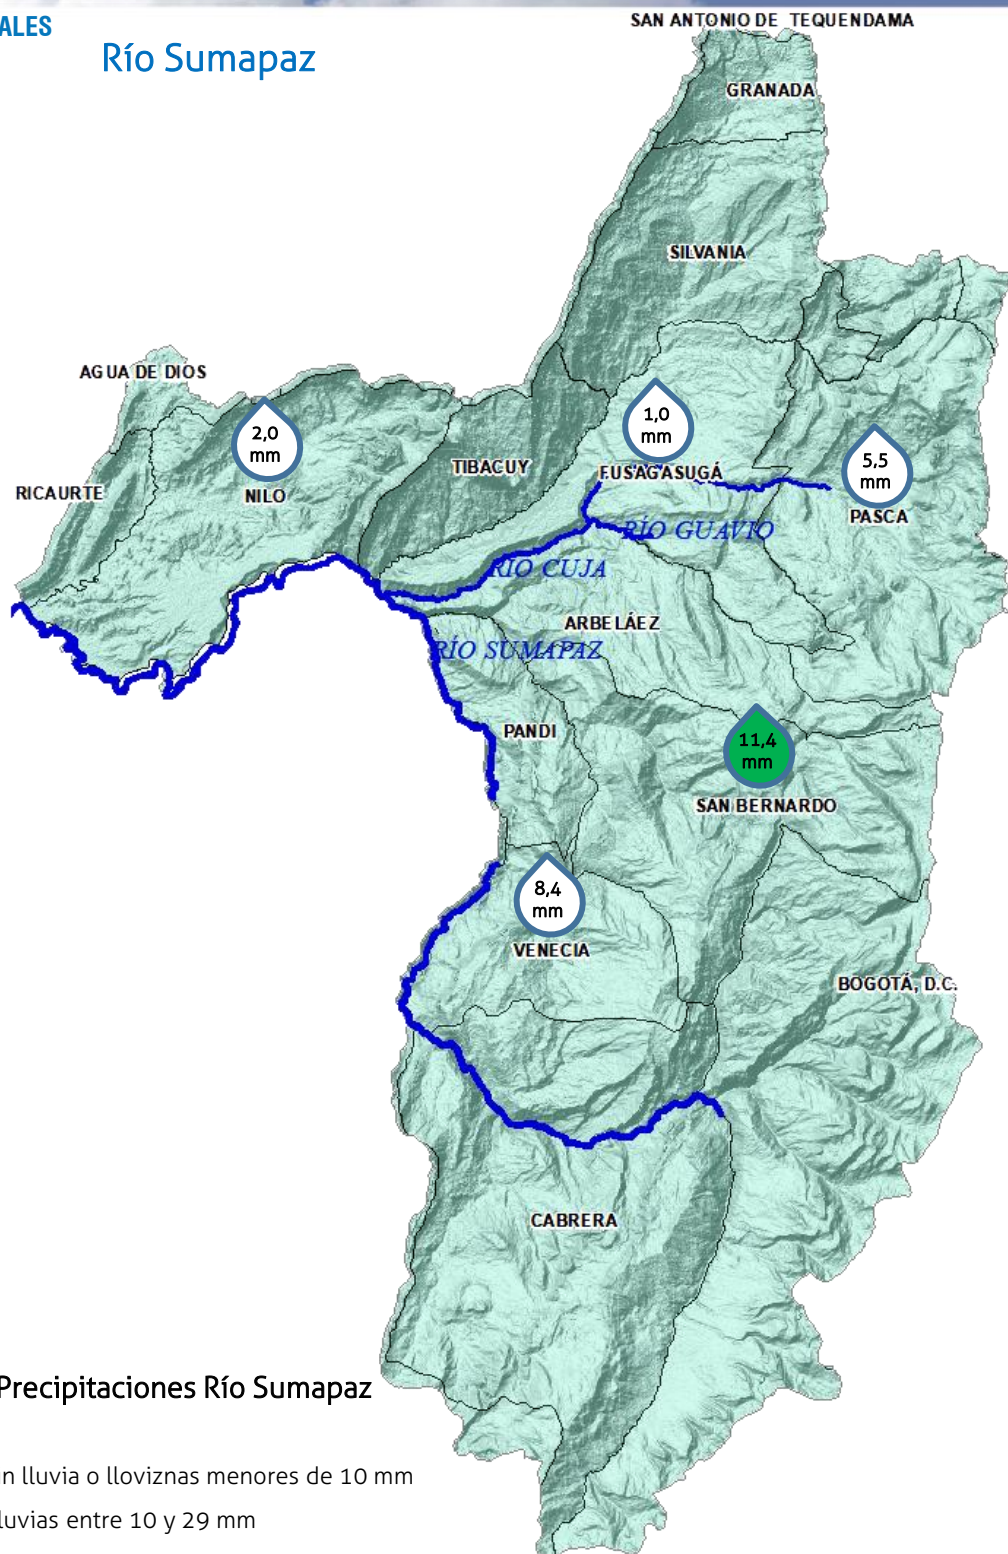 ALES
Río Sumapaz
SAN ANTONIO DE TEQUENDAMA
GRANADA
SILVANIA
AGUA DE DIOS
2,0
mm
1,0
mm
5,5
mm
TIBACUY
FUSAGASUGÁ
RICAURTE
NILO
PASCA
RÍO GUAVIO
RÍO CUJA
ARBELÁEZ
RÍO SUMAPAZ
PANDI
11,4
mm
SAN BERNARDO
8,4
mm
VENECIA
BOGOTÁ, D.C.
CABRERA
Precipitaciones Río Sumapaz
an lluvia o lloviznas menores de 10 mm
lluvias entre 10 y 29 mm